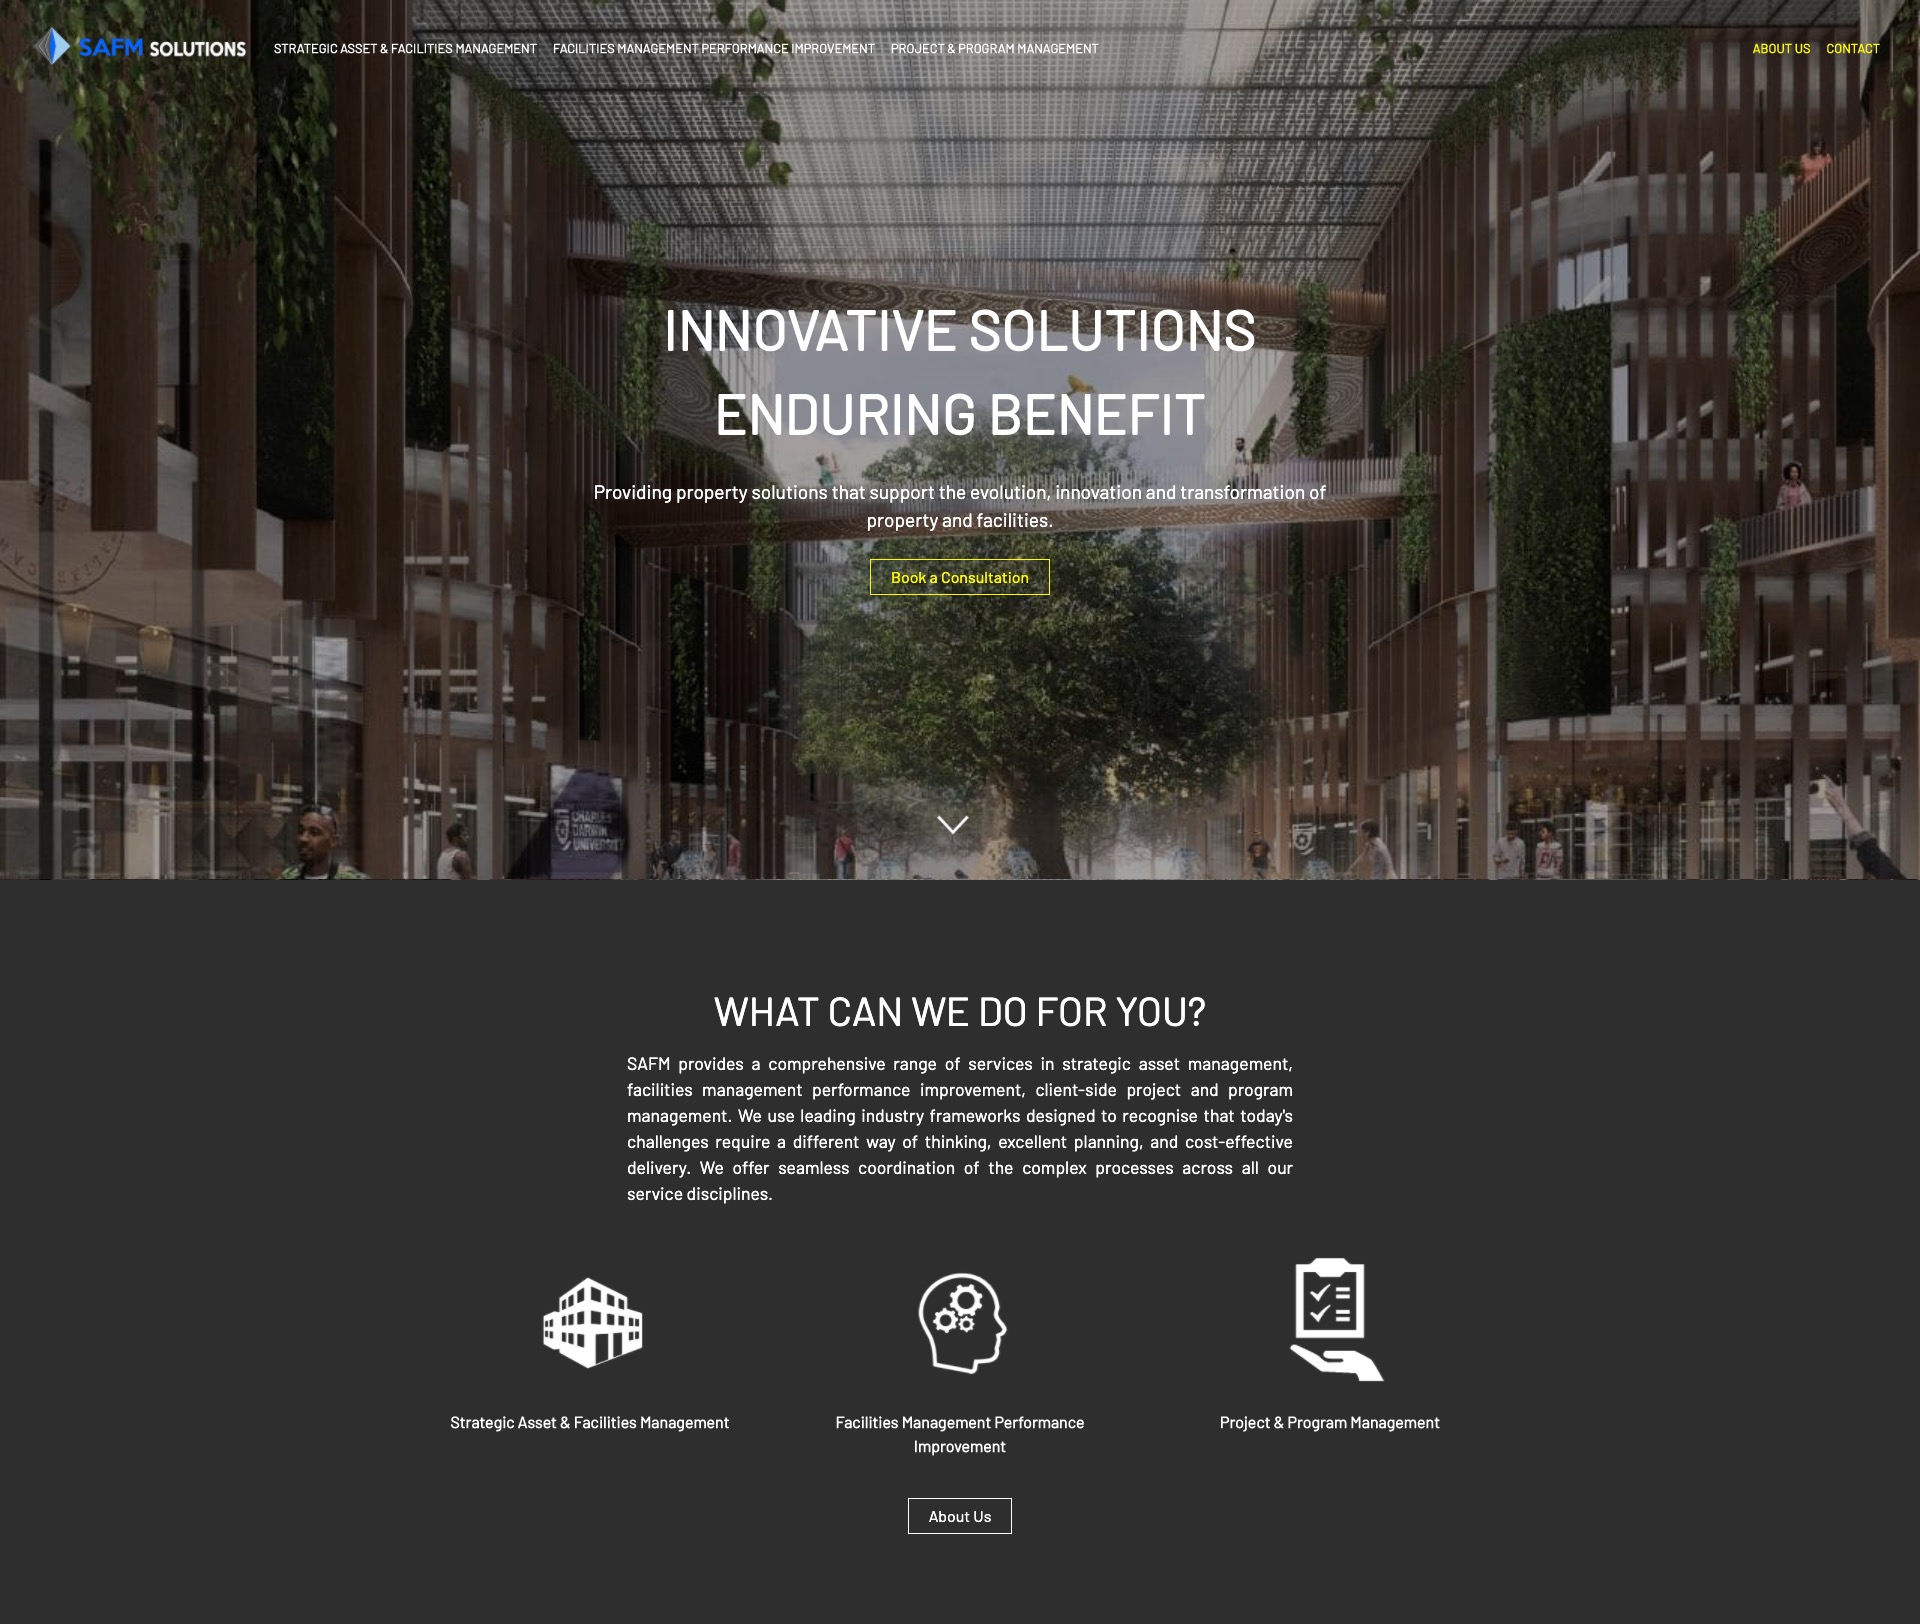 SAFM SOLUTIONS
STRATEGIC ASSET & FACILITIES MANAGEMENT
FACILITIES MANAGEMENT PERFORMANCE IMPROVEMENT
PROJECT & PROGRAM MANAGEMENT
ABOUT US
CONTACT
INNOVATIVE SOLUTIONS
ENDURING BENEFIT
Providing property solutions that support the evolution, innovation and transformation of
property and facilities.
Book a Consultation
CHARLES
DARWIN
UNIVERSITY
WHAT CAN WE DO FOR YOU?
SAFM provides a comprehensive range of services in strategic asset management,
facilities management performance improvement, client-side project and program
management. We use leading industry frameworks designed to recognise that today's
challenges require a different way of thinking, excellent planning, and cost-effective
delivery. We offer seamless coordination of the complex processes across all our
service disciplines.
Strategic Asset & Facilities Management
Facilities Management Performance
Improvement
Project & Program Management
About Us